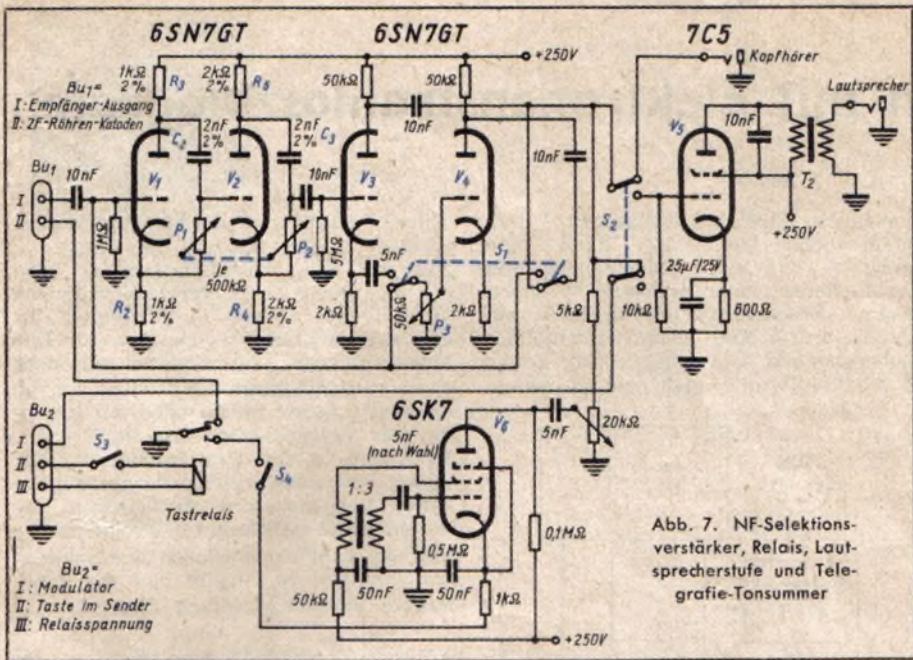 6SN7GT
6SN7GT
7C5
+250V
Kopfhörer
Lautsprecher
1kΩ
2%
R3
2kΩ
2%
R5
50kΩ
50kΩ
10nF
10nF
Bu1=
I: Empfänger-Ausgang
II: ZF-Röhren-Katoden
C2
2nF
2%
2nF
2%
C3
10nF
10nF
V5
T2
Bu1
I
II
10nF
V1
V2
V3
V4
S2
+250V
1MΩ
P1
je
500kΩ
P2
5MΩ
5nF
S1
25µF/25V
R2
1kΩ
2%
R4
2kΩ
2%
2kΩ
50kΩ
P3
2kΩ
5kΩ
10kΩ
600Ω
Bu2
I
II
III
S3
S4
Tastrelais
6SK7
5nF
(nach Wahl)
V6
5nF
20kΩ
1:3
0,5MΩ
0,1MΩ
50nF
50nF
50kΩ
1kΩ
+250V
Bu2=
I: Modulator
II: Taste im Sender
III: Relaisspannung
Abb. 7. NF-Selektions-
verstärker, Relais, Laut-
sprecherstufe und Tele-
grafie-Tonsummer